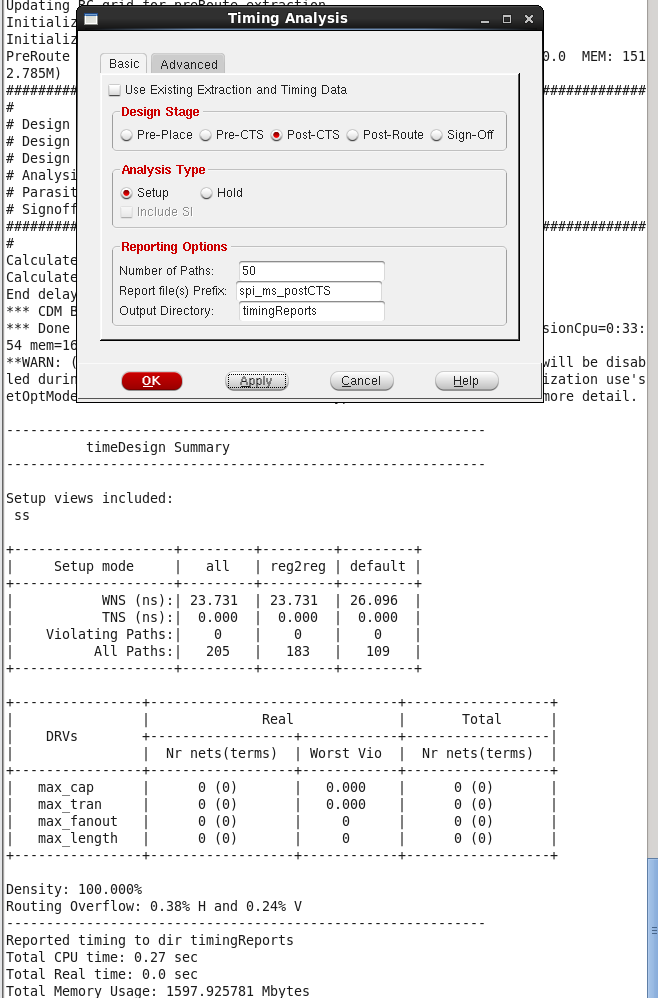 Updating RC grid for preRoute extraction
Initializ
Initializ
PreRoute 0.0 MEM: 151
2.785M)
################################################################################
#
# Design
# Design
# Design
# Analysi
# Parasit
# Signoff
################################################################################
#
Calculate
Calculate
End delay
*** CDM B
*** Done sionCpu=0:33:
54 mem=16
**WARN: ( will be disab
led durin ization use's
etOptMode more detail.
Timing Analysis
Basic Advanced
Use Existing Extraction and Timing Data
Design Stage
Pre-Place Pre-CTS Post-CTS Post-Route Sign-Off
Analysis Type
Setup Hold
Include SI
Reporting Options
Number of Paths: 50
Report file(s) Prefix: spi_ms_postCTS
Output Directory: timingReports
OK Apply Cancel Help
------------------------------------------------------------
timeDesign Summary
------------------------------------------------------------
Setup views included:
ss
+--------------------+---------+---------+---------+
| Setup mode | all | reg2reg | default |
+--------------------+---------+---------+---------+
| WNS (ns):| 23.731 | 23.731 | 26.096 |
| TNS (ns):| 0.000 | 0.000 | 0.000 |
| Violating Paths:| 0 | 0 | 0 |
| All Paths:| 205 | 183 | 109 |
+--------------------+---------+---------+---------+
+----------------+-------------------------------+------------------+
| | Real | Total |
| DRVs +------------------+------------+------------------|
| | Nr nets(terms) | Worst Vio | Nr nets(terms) |
+----------------+------------------+------------+------------------+
| max_cap | 0 (0) | 0.000 | 0 (0) |
| max_tran | 0 (0) | 0.000 | 0 (0) |
| max_fanout | 0 (0) | 0 | 0 (0) |
| max_length | 0 (0) | 0 | 0 (0) |
+----------------+------------------+------------+------------------+
Density: 100.000%
Routing Overflow: 0.38% H and 0.24% V
------------------------------------------------------------
Reported timing to dir timingReports
Total CPU time: 0.27 sec
Total Real time: 0.0 sec
Total Memory Usage: 1597.925781 Mbytes